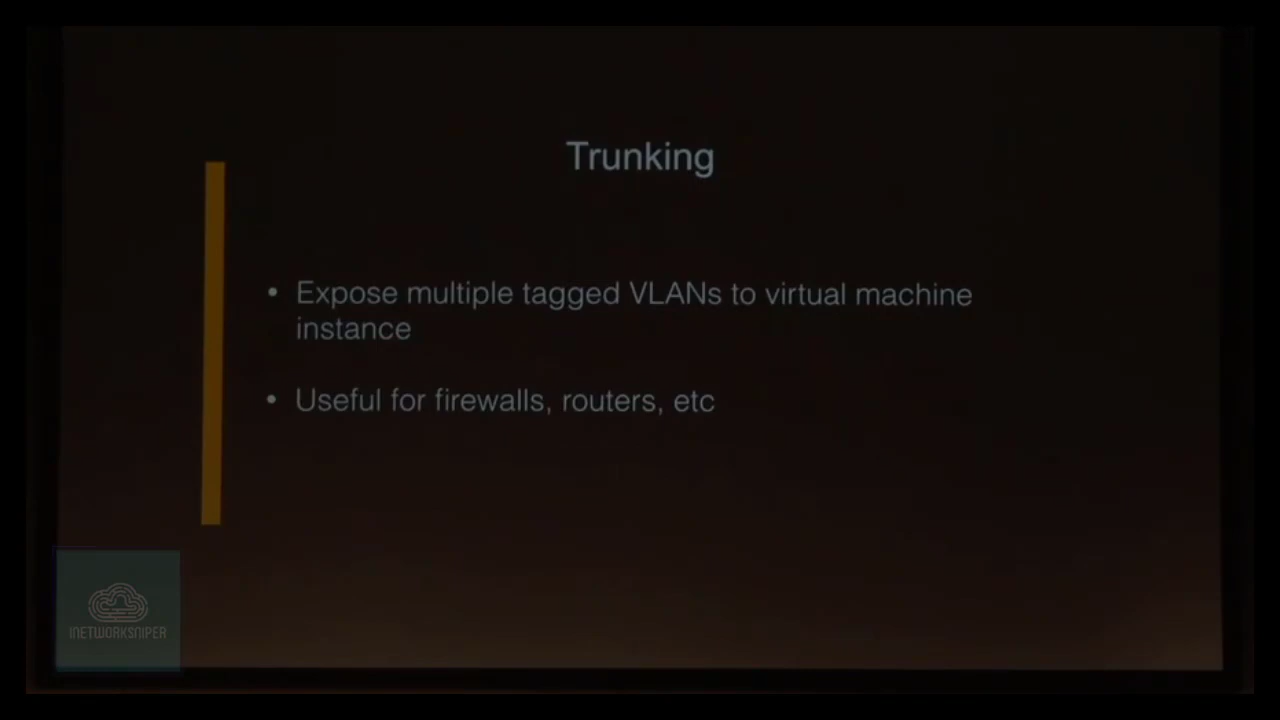 Trunking
• Expose multiple tagged VLANs to virtual machine
instance
• Useful for firewalls, routers, etc
INETWORKSNIPER